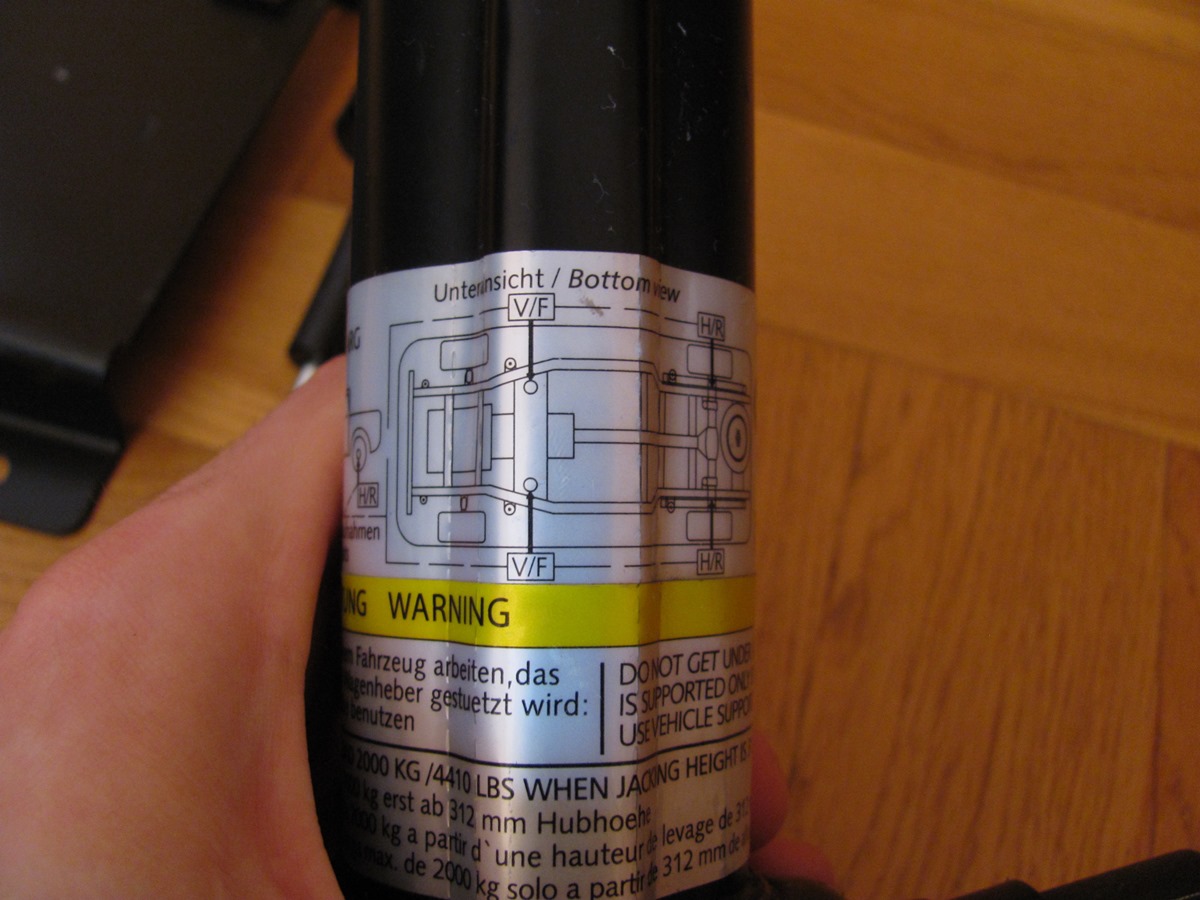 Unteransicht / Bottom view
V/F
H/R
H/R
V/F
H/R
WARNING
Fahrzeug arbeiten, das
gestuetzt wird:
benutzen
DO NOT GET UNDER
IS SUPPORTED ONLY
USE VEHICLE SUPPO
2000 KG /4410 LBS WHEN JACKING HEIGHT IS
kg erst ab 312 mm Hubhoehe
kg a partir d`une hauteur de levage de 312
max. de 2000 kg solo a partir de 312 mm de